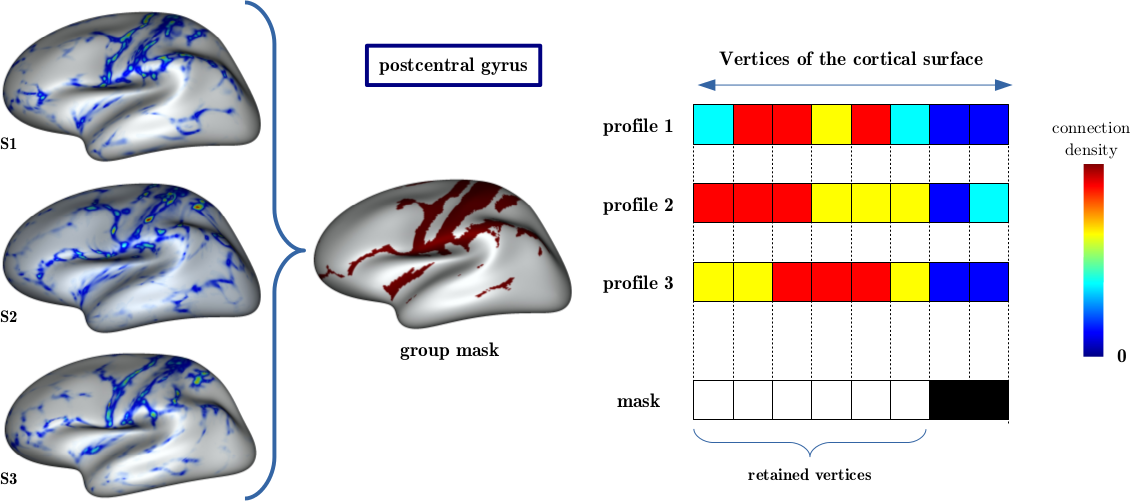 S1
S2
S3
postcentral gyrus
group mask
Vertices of the cortical surface
profile 1
profile 2
profile 3
mask
retained vertices
connection
density
0